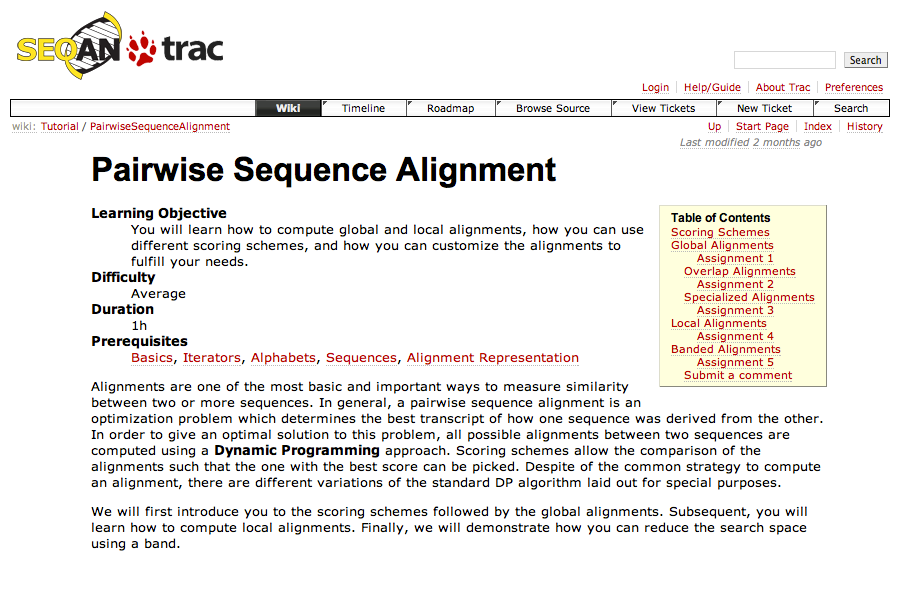 SEQAN trac
Search
Login Help/Guide About Trac Preferences
Wiki Timeline Roadmap Browse Source View Tickets New Ticket Search
wiki: Tutorial / PairwiseSequenceAlignment
Up Start Page Index History
Last modified 2 months ago
Pairwise Sequence Alignment
Learning Objective
You will learn how to compute global and local alignments, how you can use
different scoring schemes, and how you can customize the alignments to
fulfill your needs.
Difficulty
Average
Duration
1h
Prerequisites
Basics, Iterators, Alphabets, Sequences, Alignment Representation
Table of Contents
Scoring Schemes
Global Alignments
Assignment 1
Overlap Alignments
Assignment 2
Specialized Alignments
Assignment 3
Local Alignments
Assignment 4
Banded Alignments
Assignment 5
Submit a comment
Alignments are one of the most basic and important ways to measure similarity
between two or more sequences. In general, a pairwise sequence alignment is an
optimization problem which determines the best transcript of how one sequence was derived from the other.
In order to give an optimal solution to this problem, all possible alignments between two sequences are
computed using a Dynamic Programming approach. Scoring schemes allow the comparison of the
alignments such that the one with the best score can be picked. Despite of the common strategy to compute
an alignment, there are different variations of the standard DP algorithm laid out for special purposes.
We will first introduce you to the scoring schemes followed by the global alignments. Subsequent, you will
learn how to compute local alignments. Finally, we will demonstrate how you can reduce the search space
using a band.